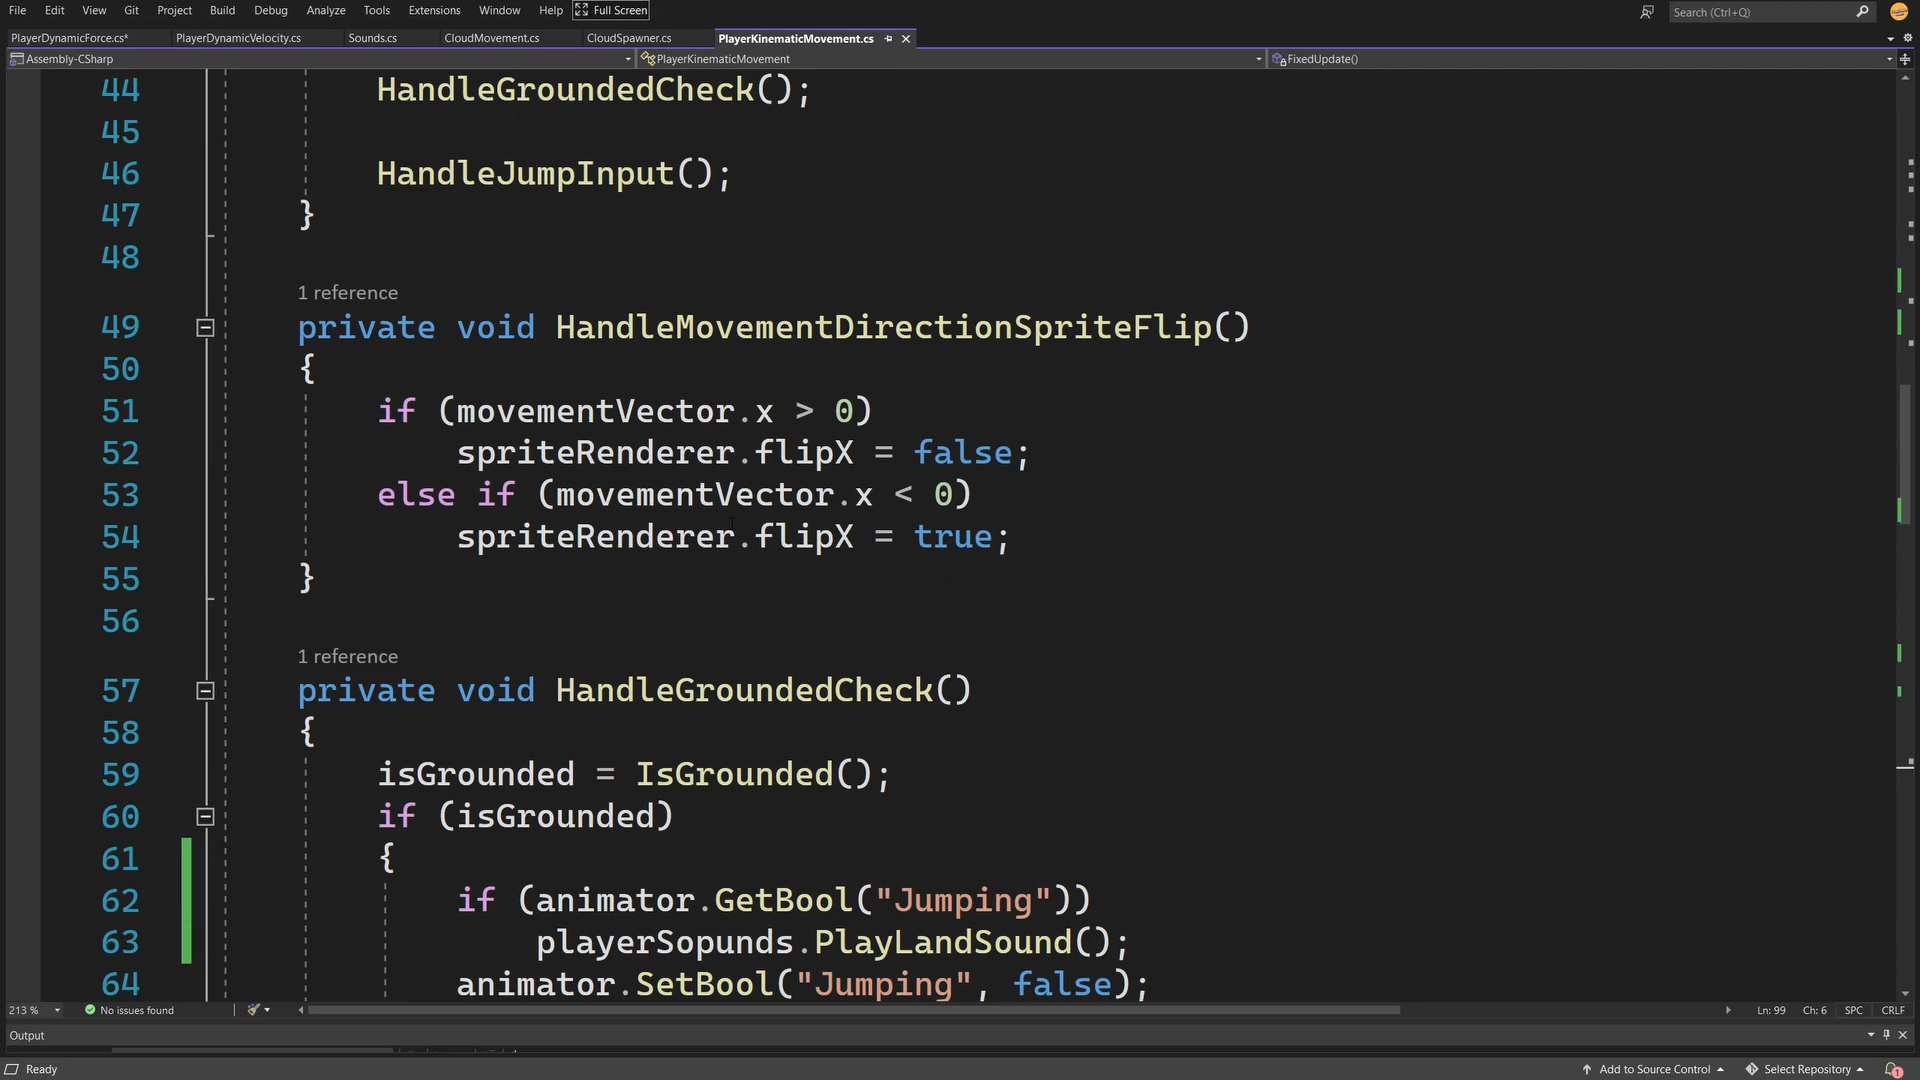 File Edit View Git Project Build Debug Analyze Tools Extensions Window Help Full Screen Search (Ctrl+Q)
PlayerDynamicForce.cs* PlayerDynamicVelocity.cs Sounds.cs CloudMovement.cs CloudSpawner.cs PlayerKinematicMovement.cs
Assembly-CSharp PlayerKinematicMovement FixedUpdate()
44 HandleGroundedCheck();
45
46 HandleJumpInput();
47 }
48
1 reference
49 private void HandleMovementDirectionSpriteFlip()
50 {
51 if (movementVector.x > 0)
52 spriteRenderer.flipX = false;
53 else if (movementVector.x < 0)
54 spriteRenderer.flipX = true;
55 }
56
1 reference
57 private void HandleGroundedCheck()
58 {
59 isGrounded = IsGrounded();
60 if (isGrounded)
61 {
62 if (animator.GetBool("Jumping"))
63 playerSopunds.PlayLandSound();
64 animator.SetBool("Jumping", false);
213 % No issues found Ln: 99 Ch: 6 SPC CRLF
Output
Ready Add to Source Control Select Repository 1